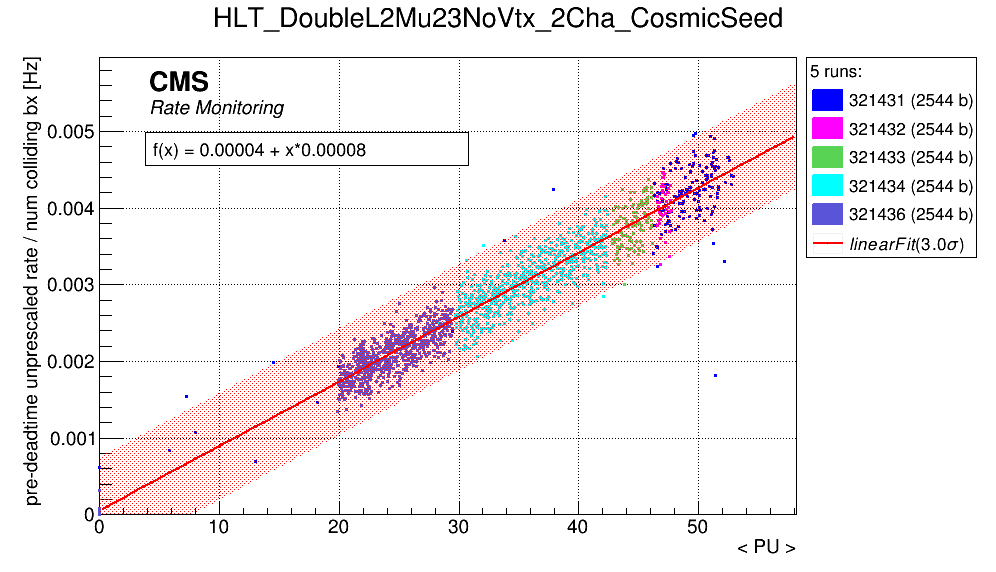 HLT_DoubleL2Mu23NoVtx_2Cha_CosmicSeed
pre-deadtime unprescaled rate / num colliding bx [Hz]
CMS
Rate Monitoring
f(x) = 0.00004 + x*0.00008
0.005
0.004
0.003
0.002
0.001
0
0 10 20 30 40 50
< PU >
5 runs:
321431 (2544 b)
321432 (2544 b)
321433 (2544 b)
321434 (2544 b)
321436 (2544 b)
linearFit(3.0σ)